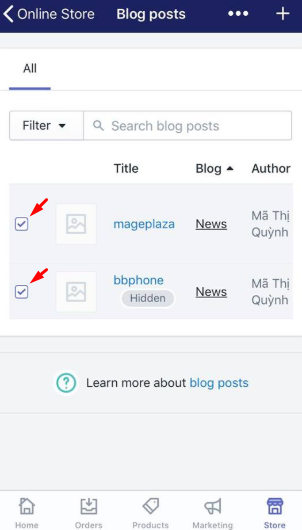 Online Store Blog posts
All
Filter Search blog posts
Title Blog Author
mageplaza News Mã Thị Quỳnh
bbphone News Mã Thị Quỳnh
Hidden
Learn more about blog posts
Home Orders Products Marketing Store